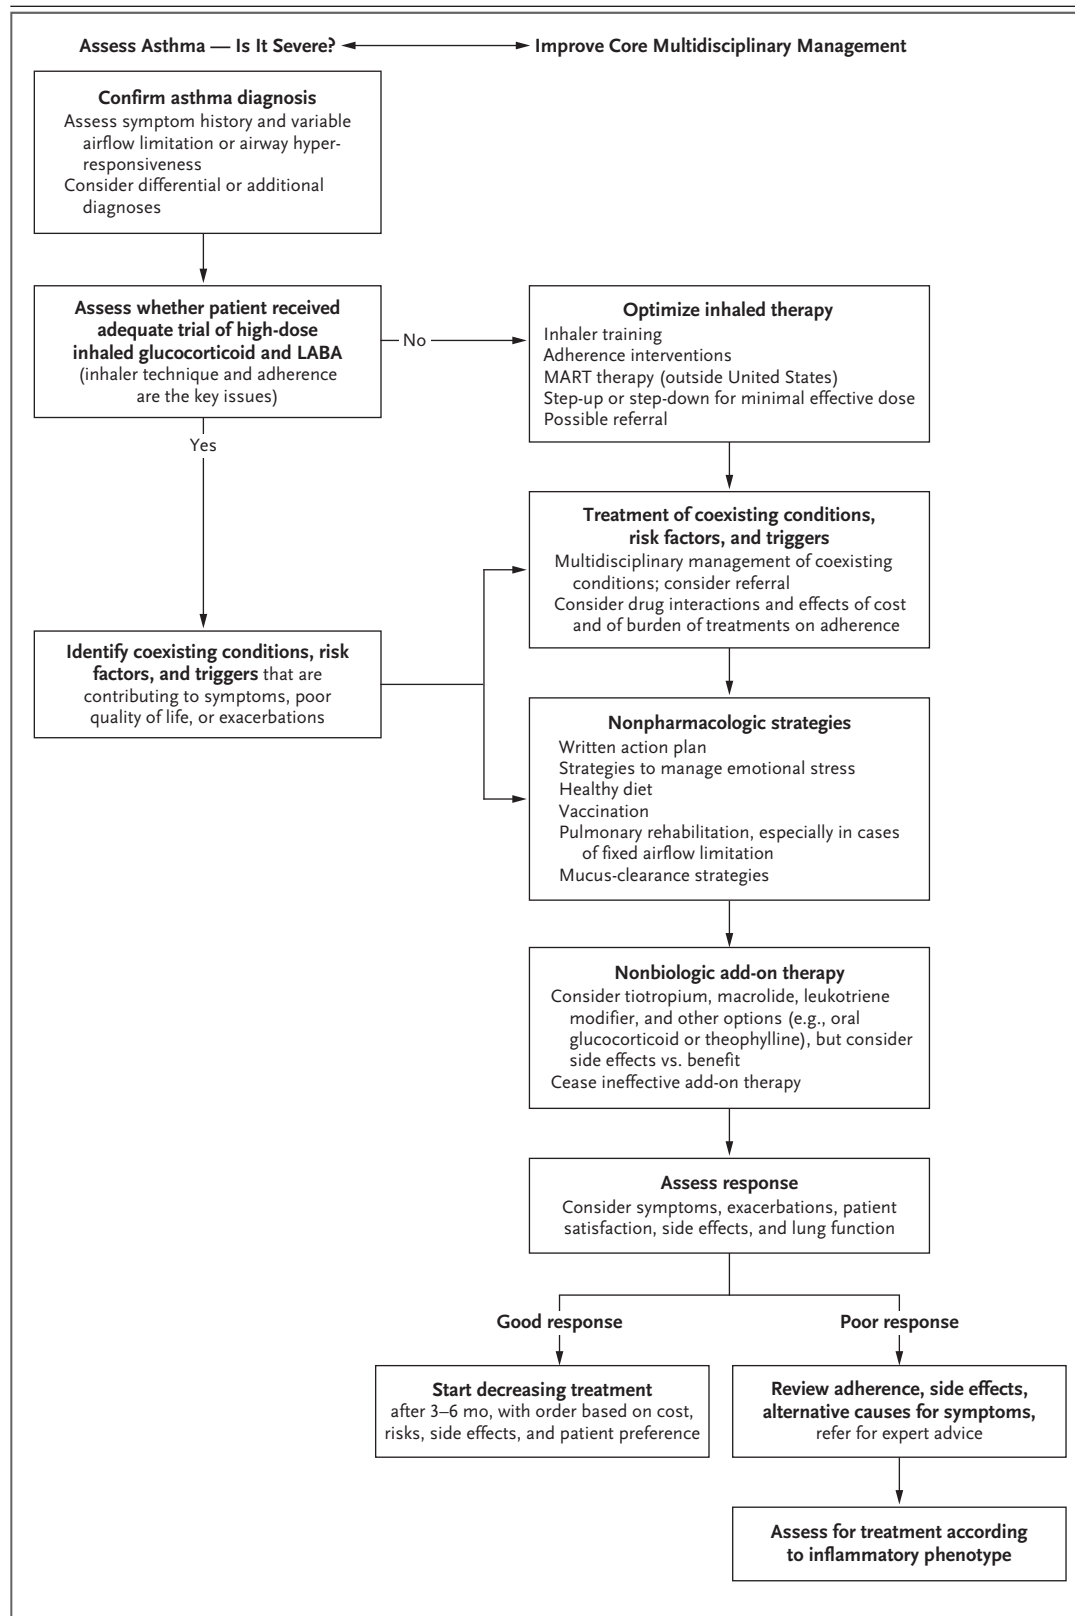 Assess Asthma — Is It Severe?
Improve Core Multidisciplinary Management
Confirm asthma diagnosis
Assess symptom history and variable
airflow limitation or airway hyper-
responsiveness
Consider differential or additional
diagnoses
Assess whether patient received
adequate trial of high-dose
inhaled glucocorticoid and LABA
(inhaler technique and adherence
are the key issues)
No
Optimize inhaled therapy
Inhaler training
Adherence interventions
MART therapy (outside United States)
Step-up or step-down for minimal effective dose
Possible referral
Yes
Treatment of coexisting conditions,
risk factors, and triggers
Multidisciplinary management of coexisting
conditions; consider referral
Consider drug interactions and effects of cost
and of burden of treatments on adherence
Identify coexisting conditions, risk
factors, and triggers that are
contributing to symptoms, poor
quality of life, or exacerbations
Nonpharmacologic strategies
Written action plan
Strategies to manage emotional stress
Healthy diet
Vaccination
Pulmonary rehabilitation, especially in cases
of fixed airflow limitation
Mucus-clearance strategies
Nonbiologic add-on therapy
Consider tiotropium, macrolide, leukotriene
modifier, and other options (e.g., oral
glucocorticoid or theophylline), but consider
side effects vs. benefit
Cease ineffective add-on therapy
Assess response
Consider symptoms, exacerbations, patient
satisfaction, side effects, and lung function
Good response
Poor response
Start decreasing treatment
after 3–6 mo, with order based on cost,
risks, side effects, and patient preference
Review adherence, side effects,
alternative causes for symptoms,
refer for expert advice
Assess for treatment according
to inflammatory phenotype